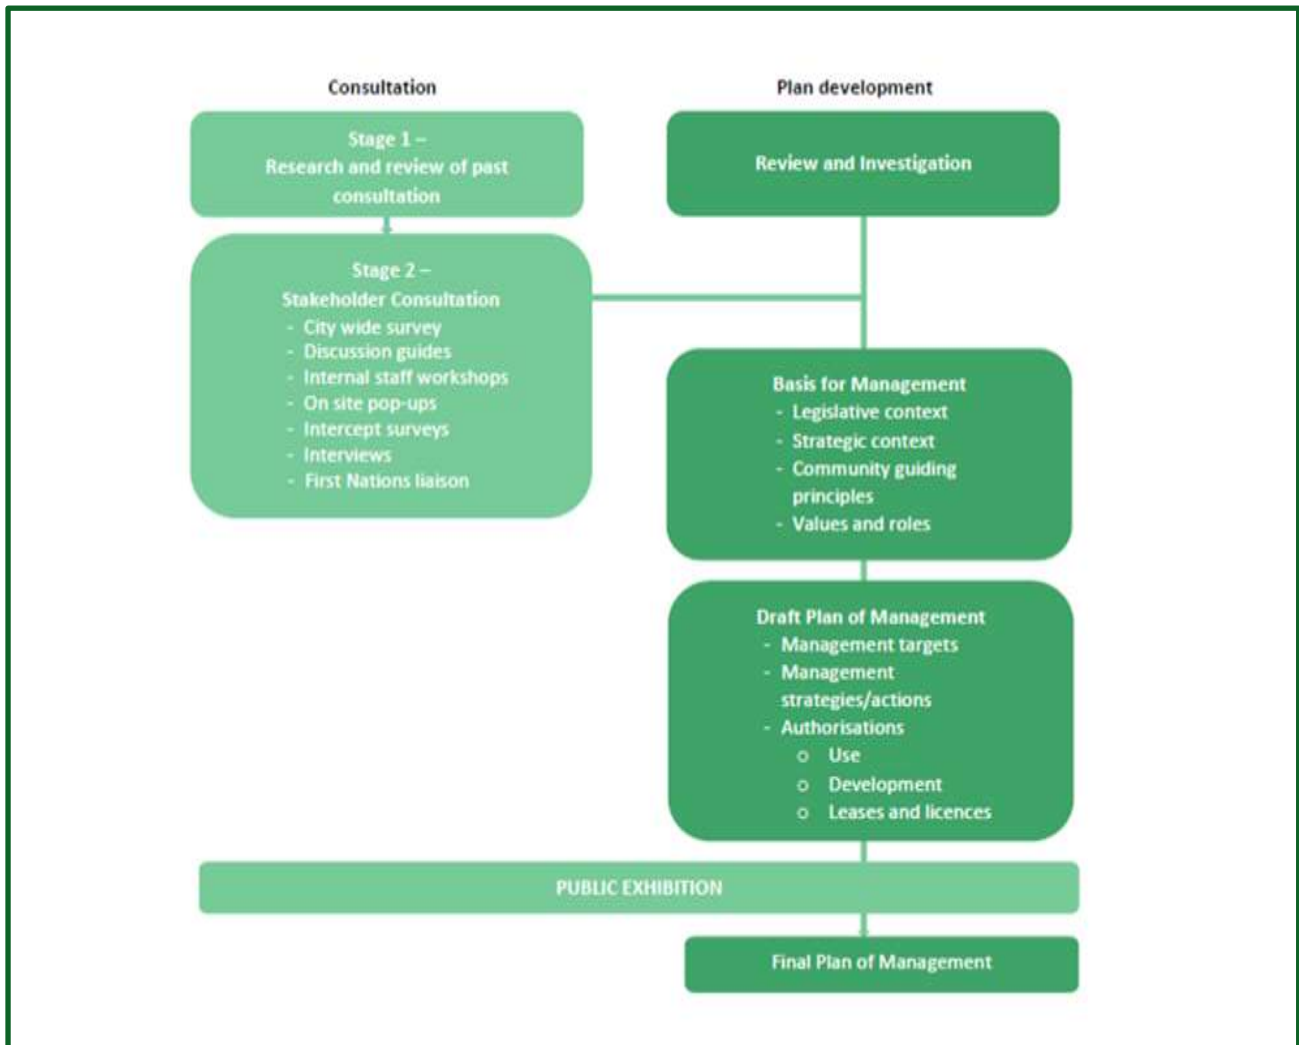 Consultation
Stage 1 –
Research and review of past
consultation
Stage 2 –
Stakeholder Consultation
- City wide survey
- Discussion guides
- Internal staff workshops
- On site pop-ups
- Intercept surveys
- Interviews
- First Nations liaison
Plan development
Review and Investigation
Basis for Management
- Legislative context
- Strategic context
- Community guiding
principles
- Values and roles
Draft Plan of Management
- Management targets
- Management
strategies/actions
- Authorisations
o Use
o Development
o Leases and licences
PUBLIC EXHIBITION
Final Plan of Management